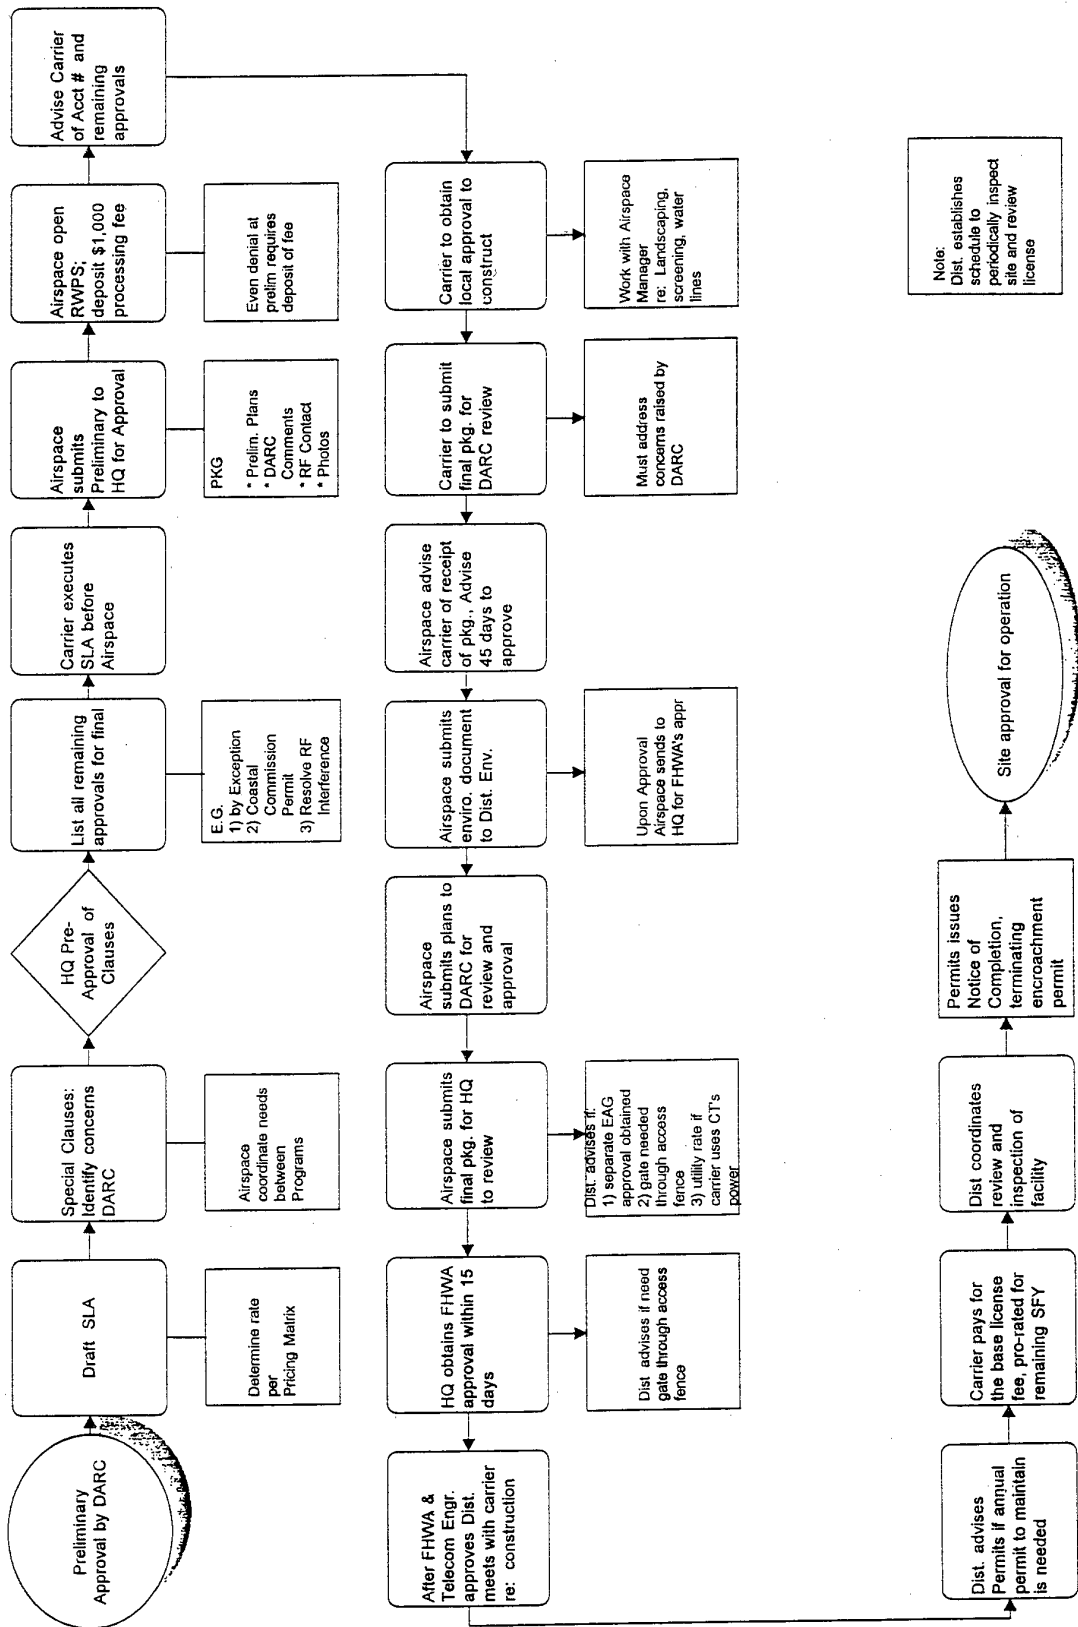 Preliminary
Approval by DARC
Draft SLA
Determine rate
per
Pricing Matrix
Special Clauses:
Identify concerns
DARC
Airspace
coordinate needs
between
Programs
HQ Pre-
Approval of
Clauses
List all remaining
approvals for final
E.G.
1) by Exception
2) Coastal
Commission
Permit
3) Resolve RF
Interference
Carrier executes
SLA before
Airspace
Airspace
submits
Preliminary to
HQ for Approval
PKG
* Prelim. Plans
* DARC
Comments
* RF Contact
* Photos
Airspace open
RWPS;
deposit $1,000
processing fee
Even denial at
prelim requires
deposit of fee
Advise Carrier
of Acct # and
remaining
approvals
Carrier to obtain
local approval to
construct
Work with Airspace
Manager
re: Landscaping,
screening, water
lines
Carrier to submit
final pkg. for
DARC review
Must address
concerns raised by
DARC
Airspace advise
carrier of receipt
of pkg., Advise
45 days to
approve
Airspace submits
enviro. document
to Dist. Env.
Upon Approval
Airspace sends to
HQ for FHWA's appr
Airspace
submits plans to
DARC for
review and
approval
Airspace submits
final pkg. for HQ
to review
Dist. advises if:
1) separate EAG
approval obtained
2) gate needed
through access
fence
3) utility rate if
carrier uses CT's
power
HQ obtains FHWA
approval within 15
days
Dist advises if need
gate through access
fence
After FHWA &
Telecom Engr.
approves Dist.
meets with carrier
re: construction
Dist. advises
Permits if annual
permit to maintain
is needed
Carrier pays for
the base license
fee, pro-rated for
remaining SFY
Dist coordinates
review and
inspection of
facility
Permits issues
Notice of
Completion,
terminating
encroachment
permit
Site approval for operation
Note:
Dist. establishes
schedule to
periodically inspect
site and review
license